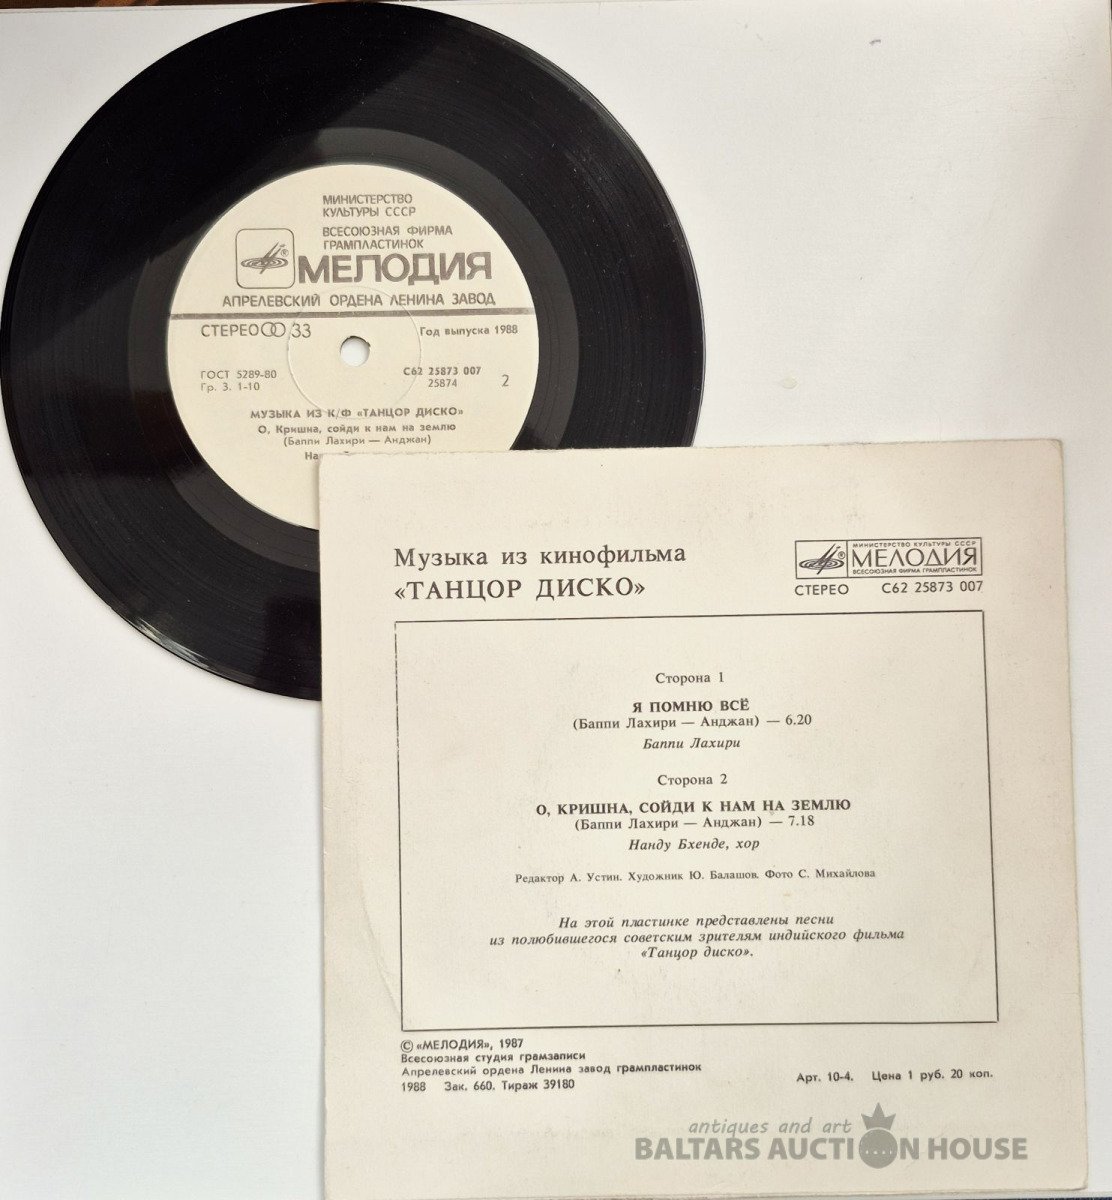 МИНИСТЕРСТВО
КУЛЬТУРЫ СССР
ВСЕСОЮЗНАЯ ФИРМА
ГРАМПЛАСТИНОК
МЕЛОДИЯ
АПРЕЛЕВСКИЙ ОРДЕНА ЛЕНИНА ЗАВОД
СТЕРЕО 33
Год выпуска 1988
ГОСТ 5289-80
Гр. 3. 1-10
С62 25873 007
25874
2
МУЗЫКА ИЗ К/Ф «ТАНЦОР ДИСКО»
О, Кришна, сойди к нам на землю
(Баппи Лахири — Анджан)
На
Музыка из кинофильма
«ТАНЦОР ДИСКО»
МИНИСТЕРСТВО КУЛЬТУРЫ СССР
МЕЛОДИЯ
ВСЕСОЮЗНАЯ ФИРМА ГРАМПЛАСТИНОК
СТЕРЕО С62 25873 007
Сторона 1
Я ПОМНЮ ВСЁ
(Баппи Лахири — Анджан) — 6.20
Баппи Лахири
Сторона 2
О, КРИШНА, СОЙДИ К НАМ НА ЗЕМЛЮ
(Баппи Лахири — Анджан) — 7.18
Нанду Бхенде, хор
Редактор А. Устин. Художник Ю. Балашов. Фото С. Михайлова
На этой пластинке представлены песни
из полюбившегося советским зрителям индийского фильма
«Танцор диско».
© «МЕЛОДИЯ», 1987
Всесоюзная студия грамзаписи
Апрелевский ордена Ленина завод грампластинок
1988 Зак. 660. Тираж 39180
Арт. 10-4. Цена 1 руб. 20 коп.
antiques and art
BALTARS AUCTION HOUSE